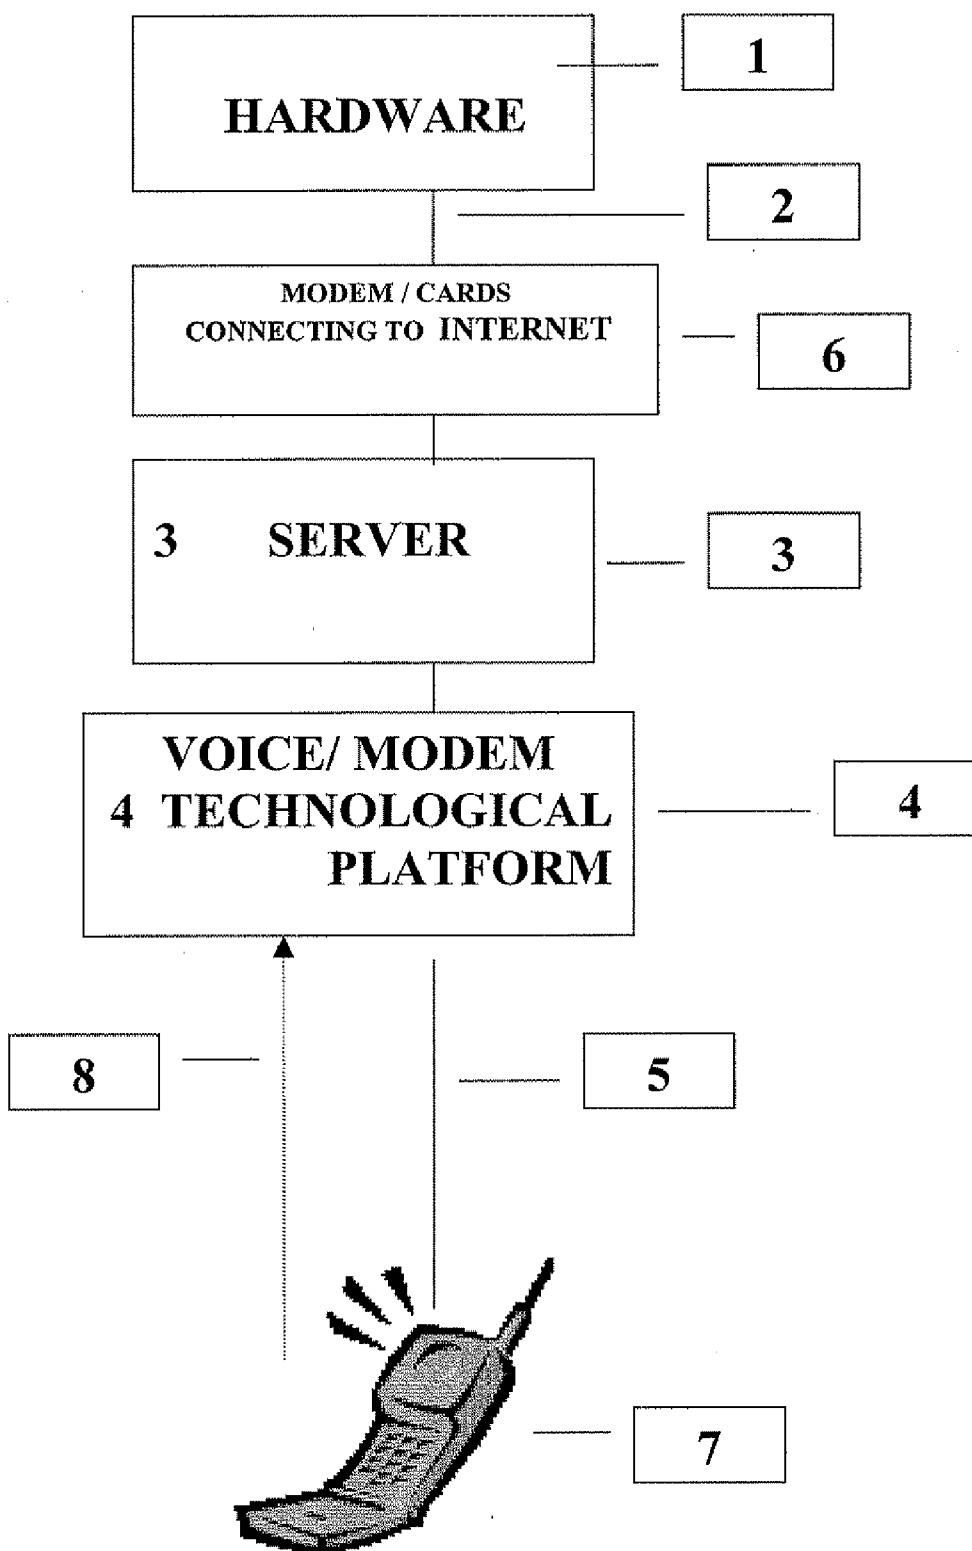 1
HARDWARE
2
MODEM / CARDS
CONNECTING TO INTERNET
6
3 SERVER
3
VOICE/ MODEM
4 TECHNOLOGICAL
PLATFORM
4
8
5
7